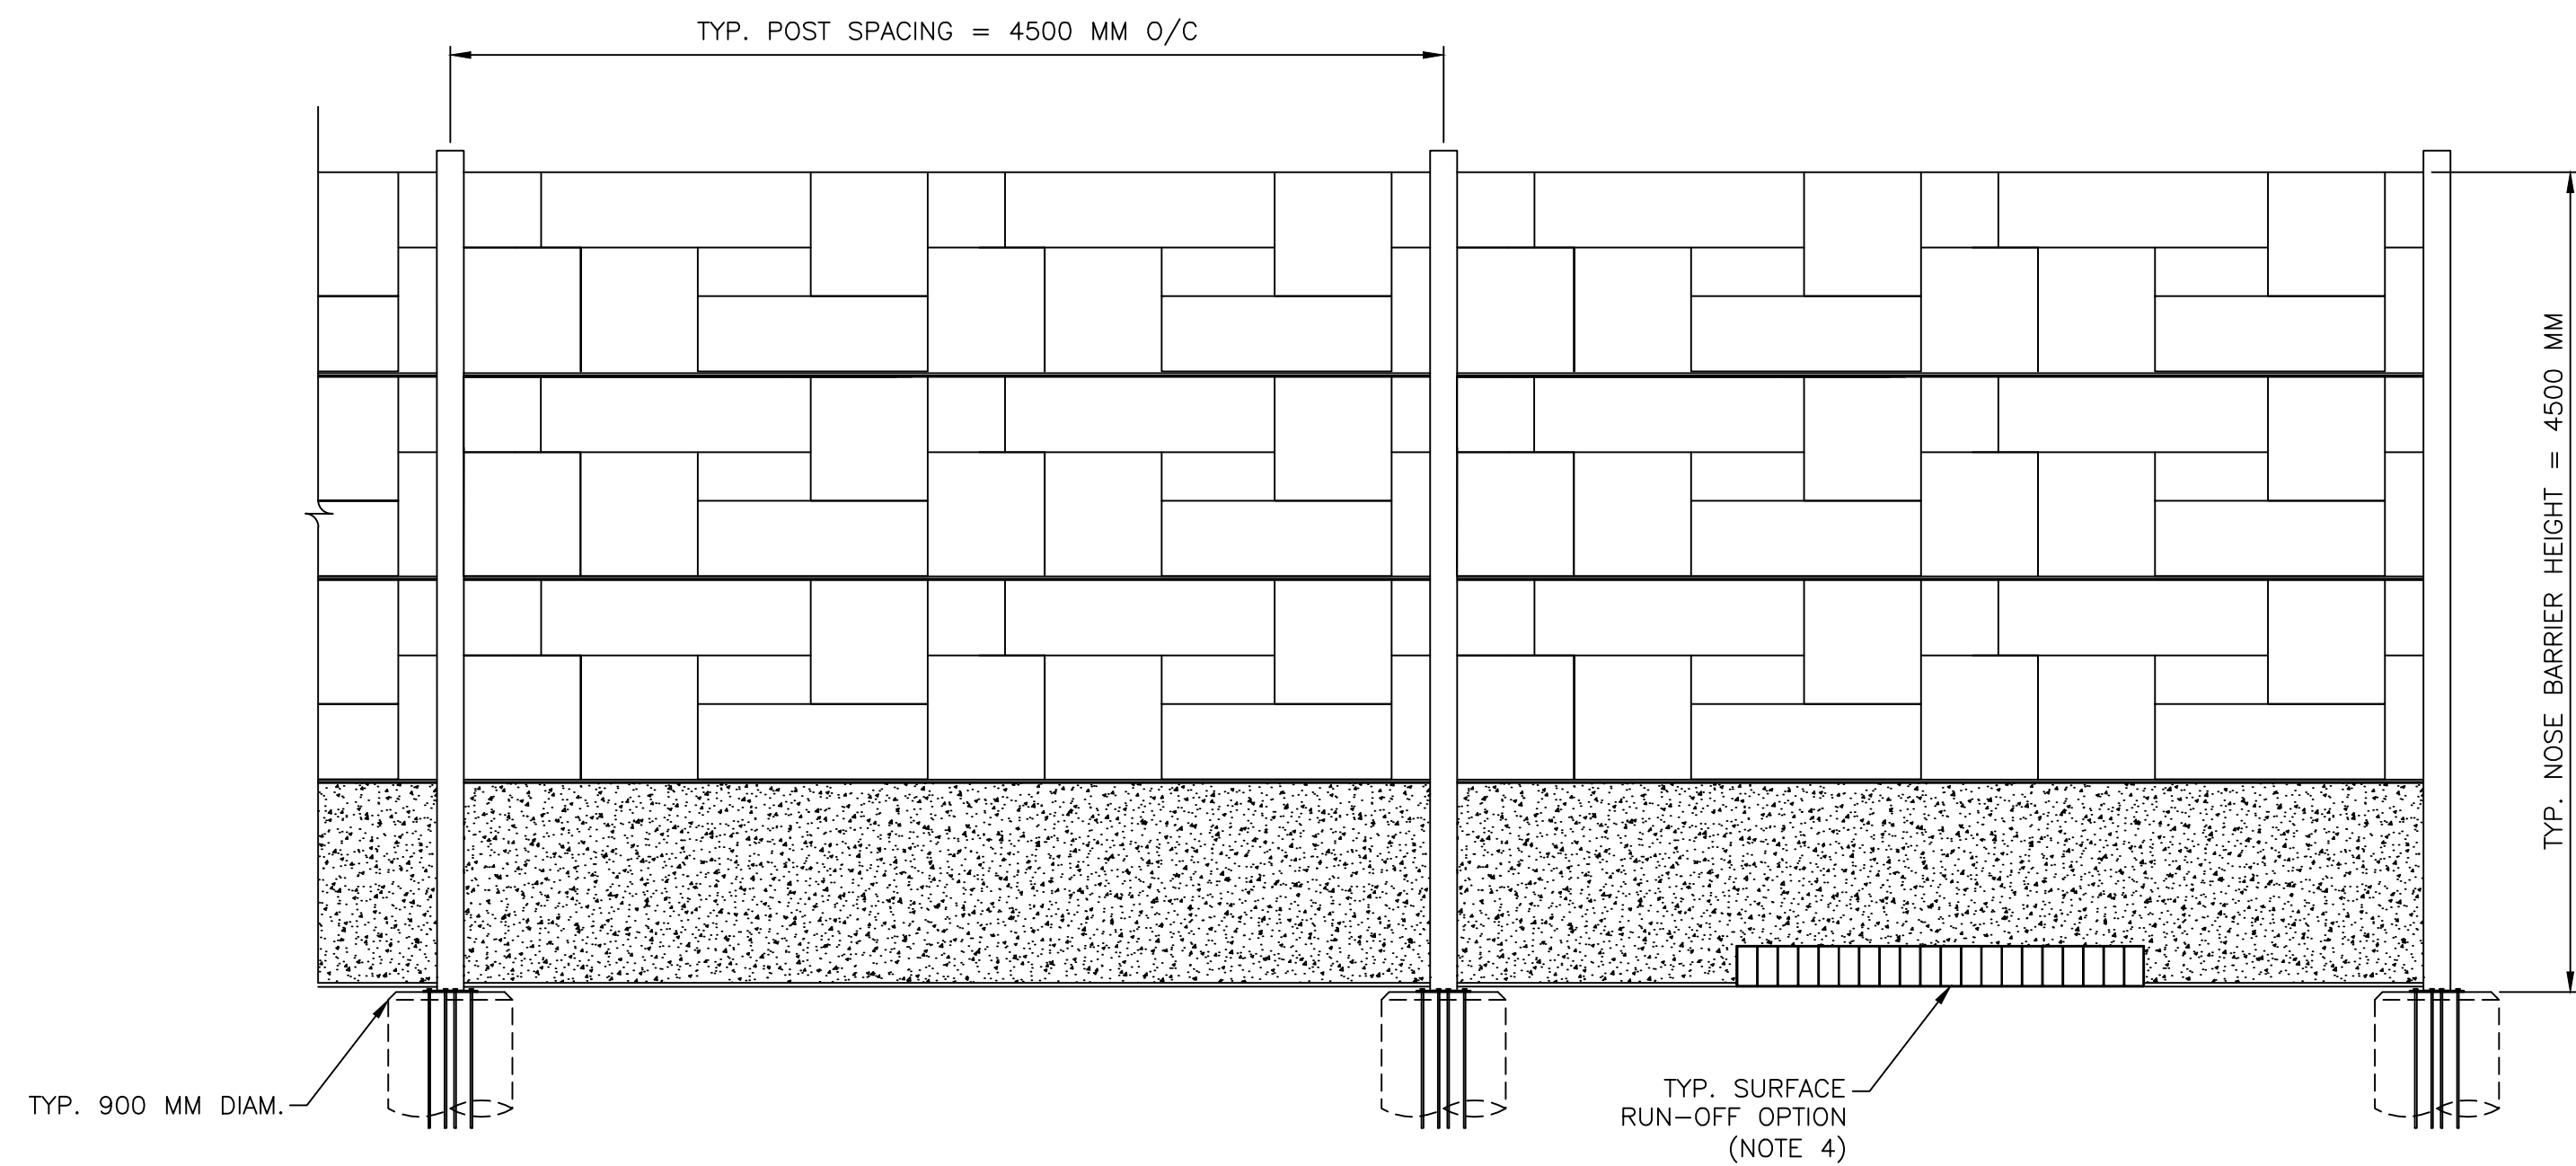 TYP. POST SPACING = 4500 MM O/C
TYP. NOSE BARRIER HEIGHT = 4500 MM
TYP. 900 MM DIAM.
TYP. SURFACE
RUN-OFF OPTION
(NOTE 4)